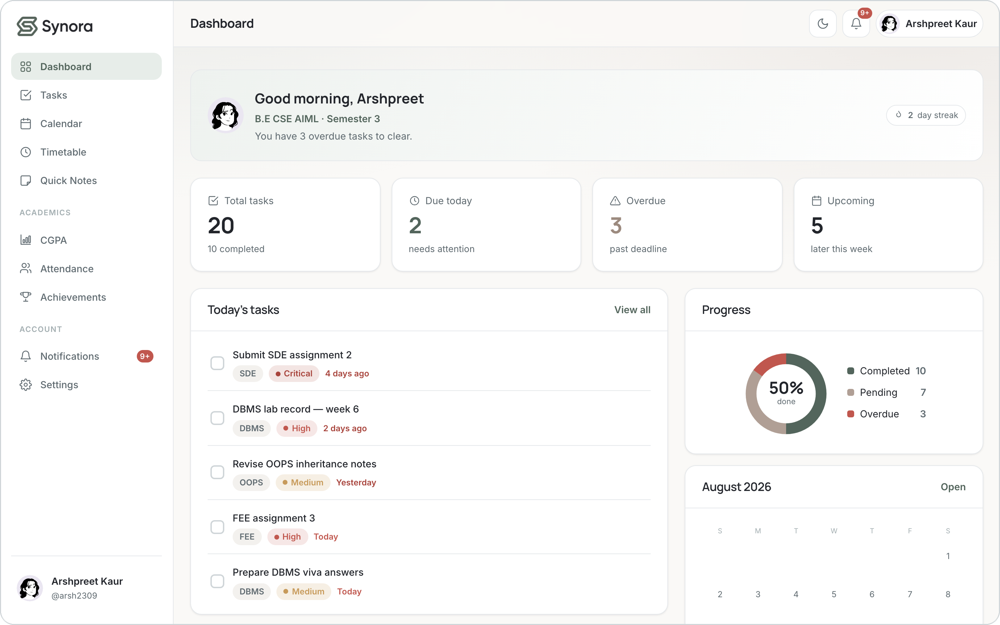 Synora
Dashboard
Tasks
Calendar
Timetable
Quick Notes
ACADEMICS
CGPA
Attendance
Achievements
ACCOUNT
Notifications 9+
Settings
Arshpreet Kaur
@arsh2309
Dashboard
9+
Arshpreet Kaur
Good morning, Arshpreet
B.E CSE AIML · Semester 3
You have 3 overdue tasks to clear.
2 day streak
Total tasks
20
10 completed
Due today
2
needs attention
Overdue
3
past deadline
Upcoming
5
later this week
Today's tasks View all
Submit SDE assignment 2
SDE Critical 4 days ago
DBMS lab record — week 6
DBMS High 2 days ago
Revise OOPS inheritance notes
OOPS Medium Yesterday
FEE assignment 3
FEE High Today
Prepare DBMS viva answers
DBMS Medium Today
Progress
50%
done
Completed 10
Pending 7
Overdue 3
August 2026 Open
S M T W T F S
1
2 3 4 5 6 7 8